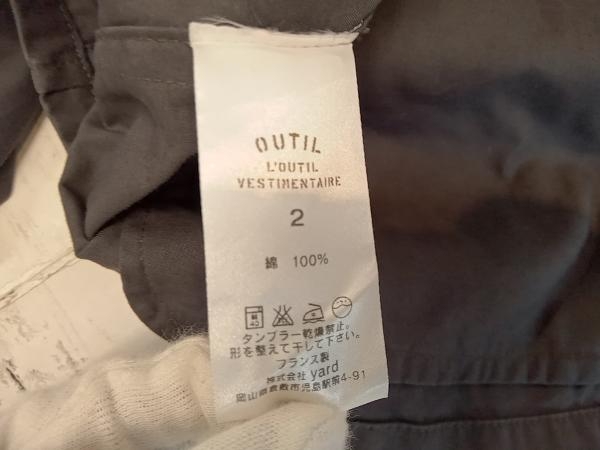 OUTIL
L'OUTIL
VESTIMENTAIRE
2
綿 100%
40
タンブラー乾燥禁止。
形を整えて干して下さい。
フランス製
株式会社 yard
岡山県倉敷市児島駅前4-91